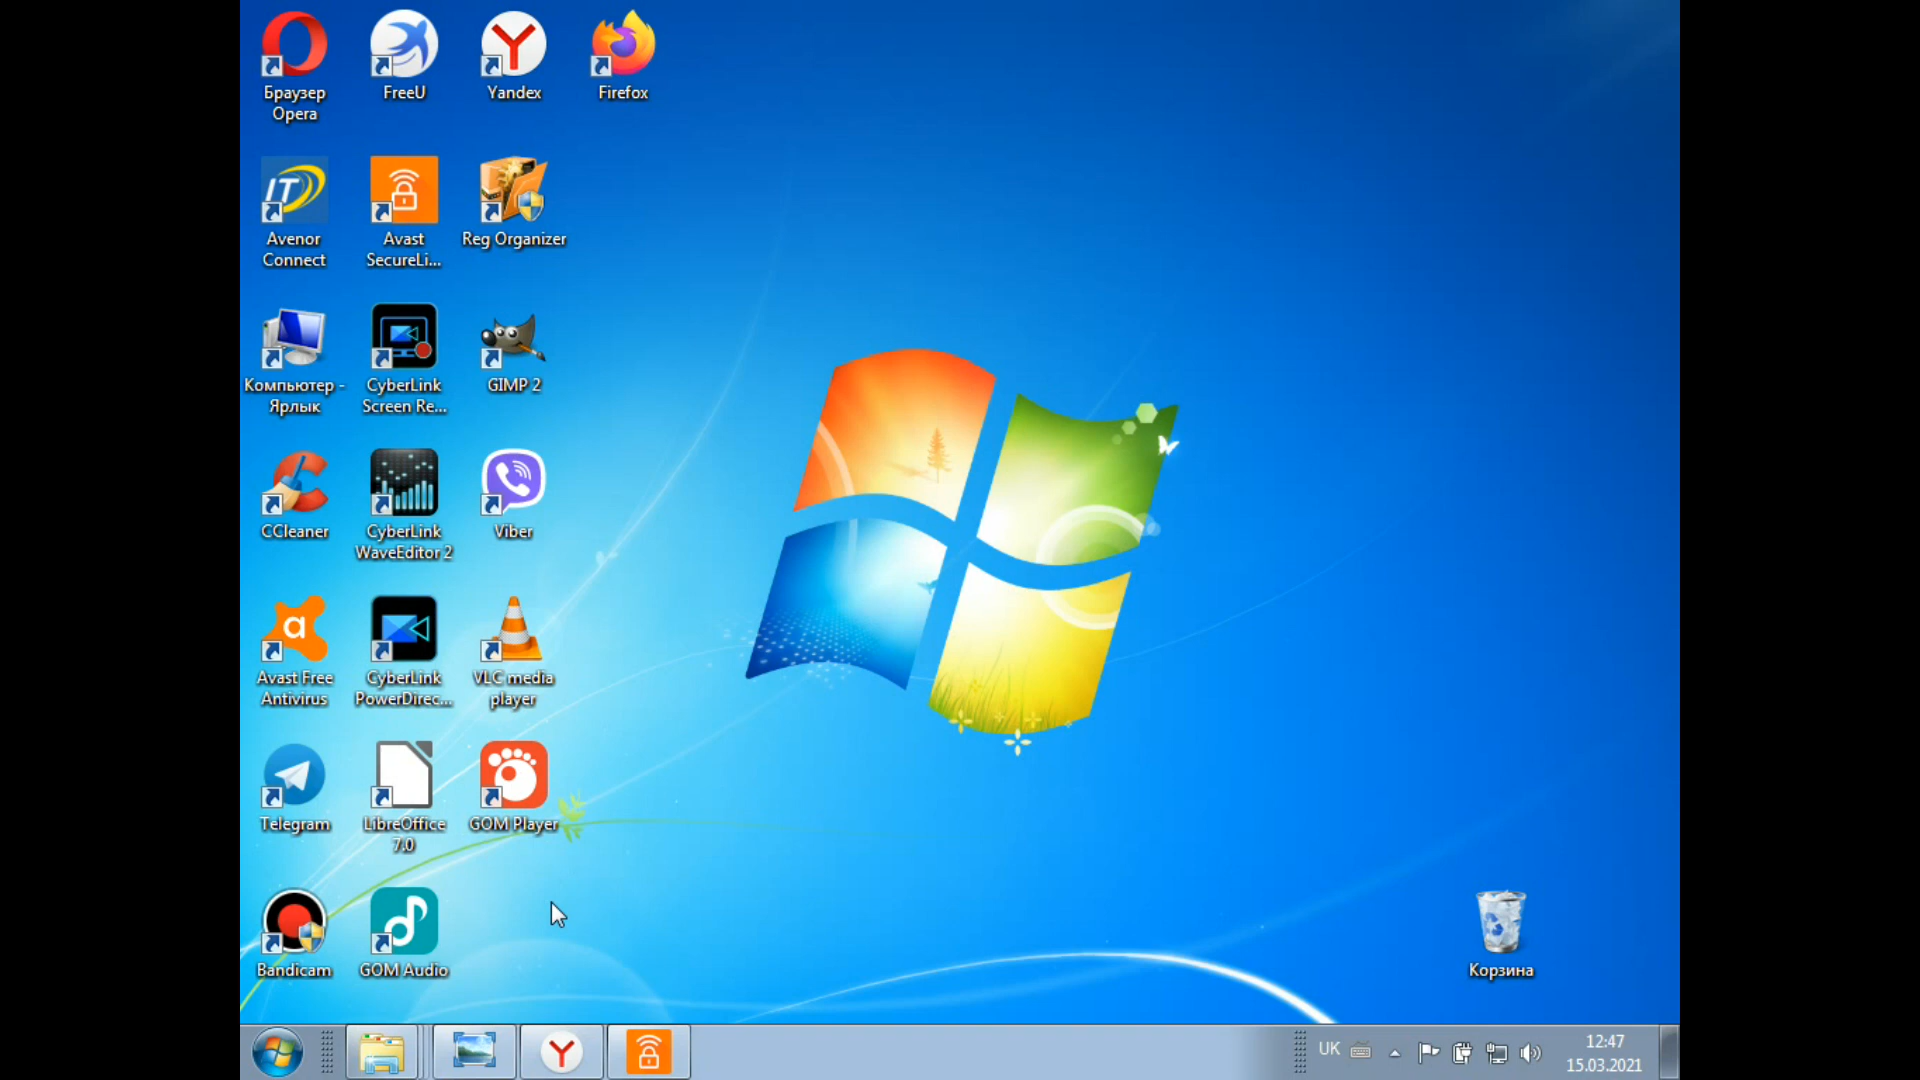 Браузер
Opera
FreeU
Yandex
Firefox
Avenor
Connect
Avast
SecureLi...
Reg Organizer
Компьютер -
Ярлык
CyberLink
Screen Re...
GIMP 2
CCleaner
CyberLink
WaveEditor 2
Viber
Avast Free
Antivirus
CyberLink
PowerDirec...
VLC media
player
Telegram
LibreOffice
7.0
GOM Player
Bandicam
GOM Audio
Корзина
UK
12:47
15.03.2021